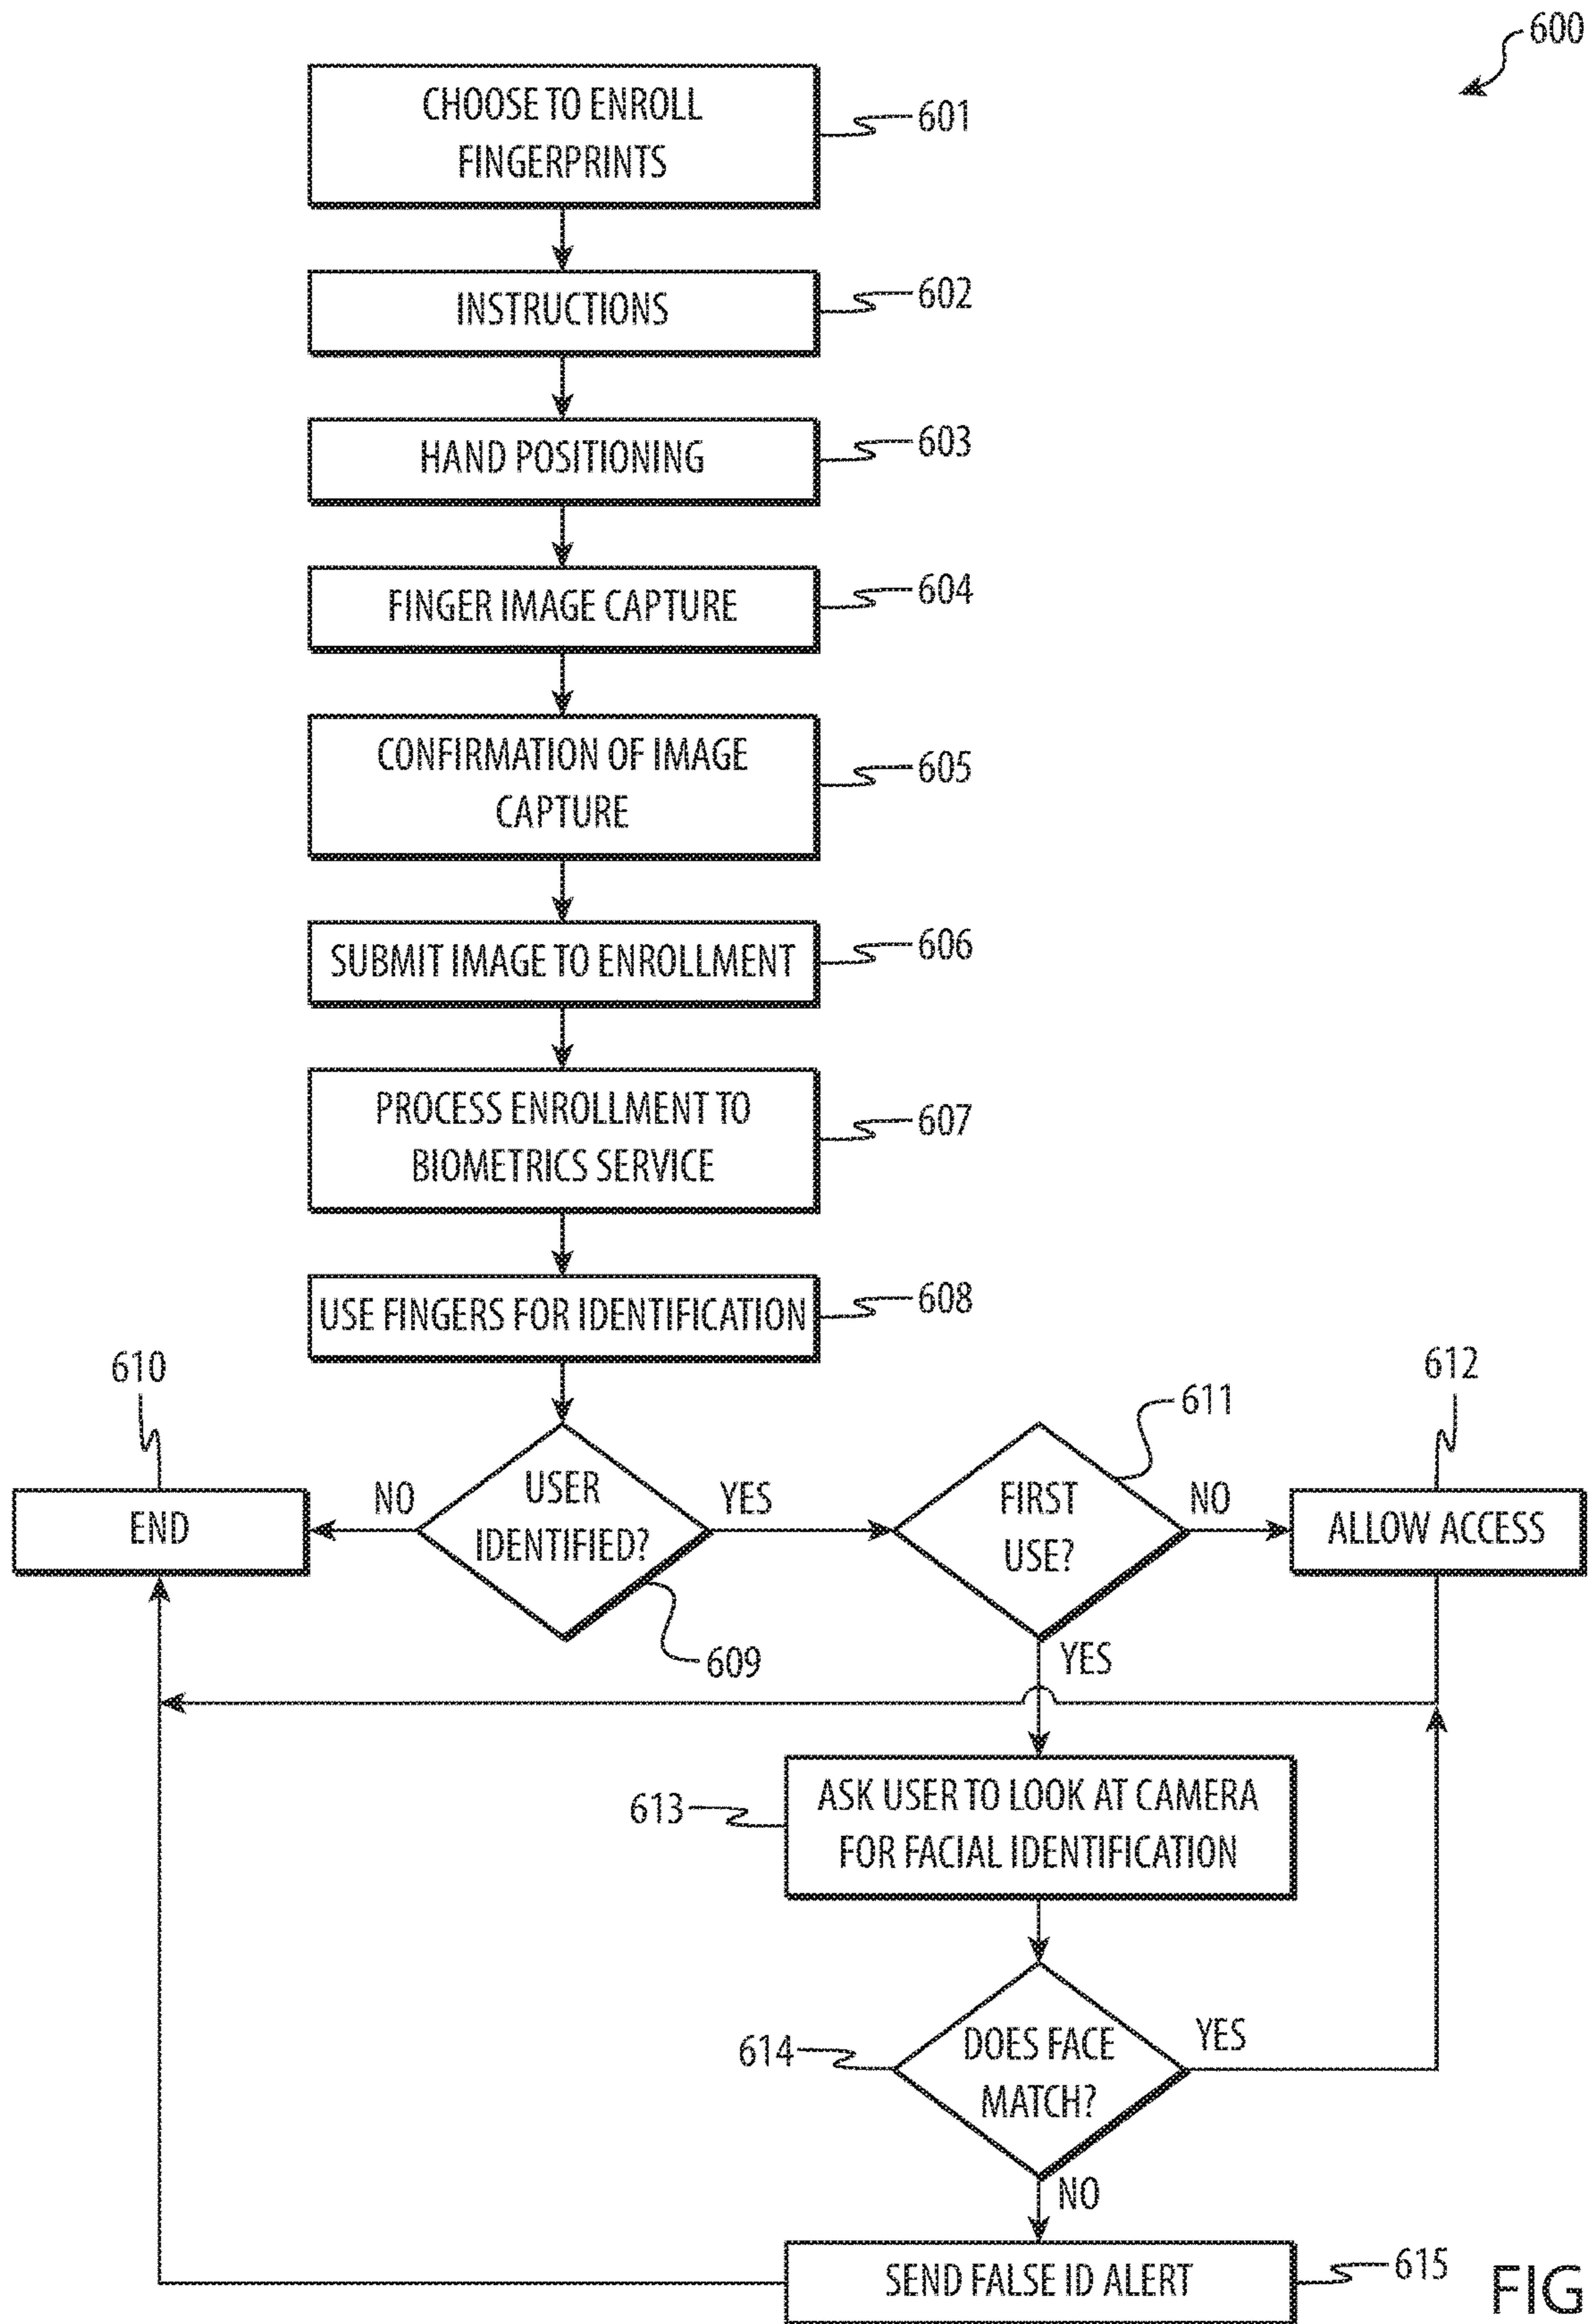 600
CHOOSE TO ENROLL
FINGERPRINTS
601
INSTRUCTIONS
602
HAND POSITIONING
603
FINGER IMAGE CAPTURE
604
CONFIRMATION OF IMAGE
CAPTURE
605
SUBMIT IMAGE TO ENROLLMENT
606
PROCESS ENROLLMENT TO
BIOMETRICS SERVICE
607
USE FINGERS FOR IDENTIFICATION
608
610
END
NO
USER
IDENTIFIED?
609
YES
611
FIRST
USE?
NO
612
ALLOW ACCESS
YES
613
ASK USER TO LOOK AT CAMERA
FOR FACIAL IDENTIFICATION
614
DOES FACE
MATCH?
YES
NO
SEND FALSE ID ALERT
615
FIG